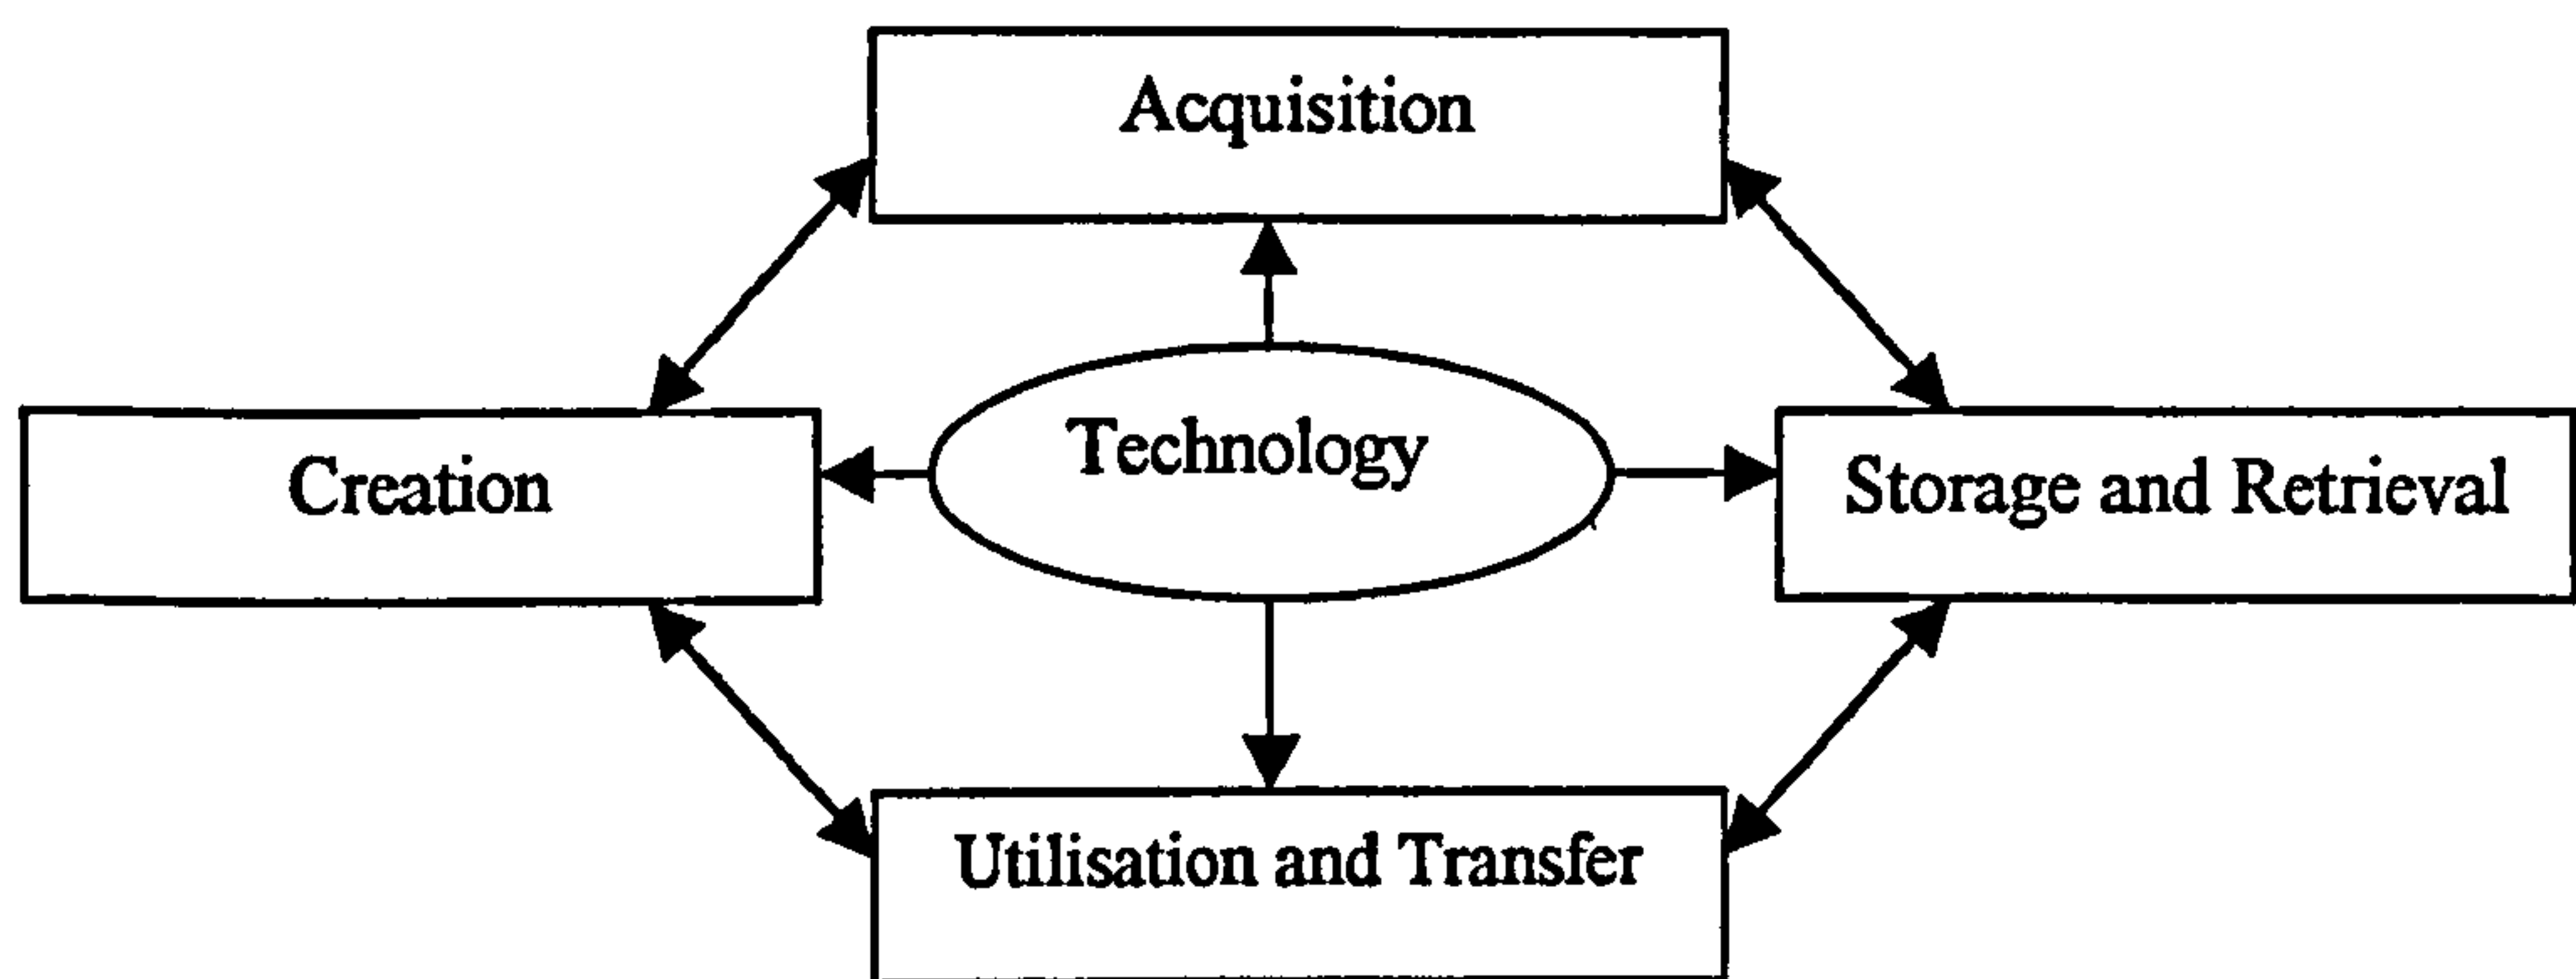 Acquisition
Technology
Creation
Storage and Retrieval
Utilisation and Transfer